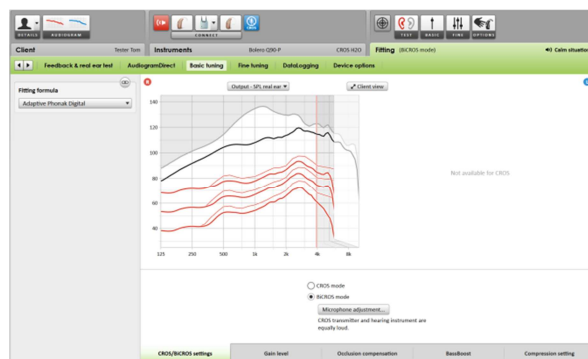 DETAILS AUDIOGRAM CONNECT TEST BASIC FINE OPTIONS
Client Tester Tom Instruments Bolero Q90-P CROS H2O Fitting (BiCROS mode) Calm situation
Feedback & real ear test AudiogramDirect Basic tuning Fine tuning DataLogging Device options
Fitting formula
Adaptive Phonak Digital
Output - SPL real ear
Client view
140
120
100
80
60
40
125 250 500 1k 2k 4k 8k
Not available for CROS
CROS mode
BiCROS mode
Microphone adjustment...
CROS transmitter and hearing instrument are
equally loud.
CROS/BiCROS settings Gain level Occlusion compensation BassBoost Compression setting